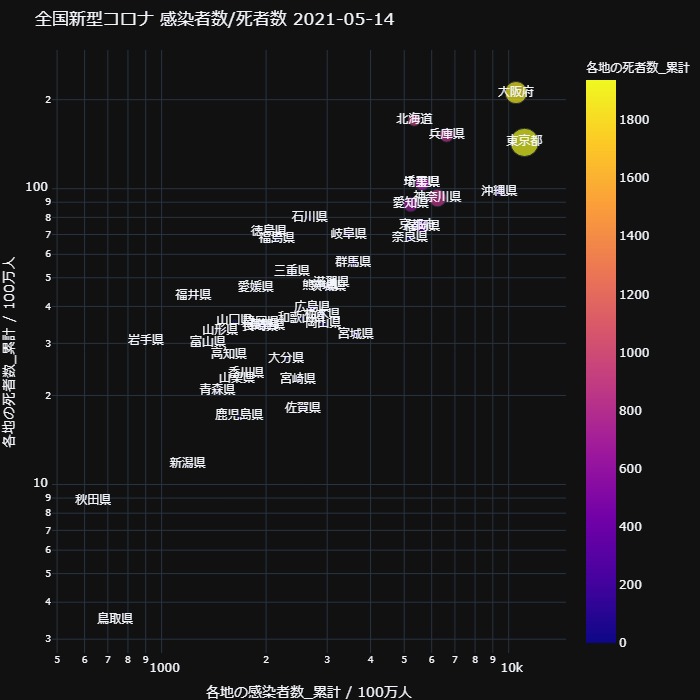 全国新型コロナ 感染者数/死者数 2021-05-14
各地の死者数_累計
大阪府
北海道
兵庫県
東京都
千葉県
沖縄県
神奈川県
愛知県
石川県
徳島県
福島県
岐阜県
福岡県
奈良県
群馬県
三重県
愛媛県
福井県
広島県
和歌山県
山口県
岡山県
山形県
宮城県
岩手県
富山県
高知県
大分県
香川県
山梨県
宮崎県
青森県
佐賀県
鹿児島県
新潟県
秋田県
鳥取県
2
100
9
8
7
6
5
4
3
2
10
9
8
7
6
5
4
3
5
6
7
8
9
1000
2
3
4
5
6
7
8
9
10k
各地の死者数_累計 / 100万人
各地の感染者数_累計 / 100万人
1800
1600
1400
1200
1000
800
600
400
200
0